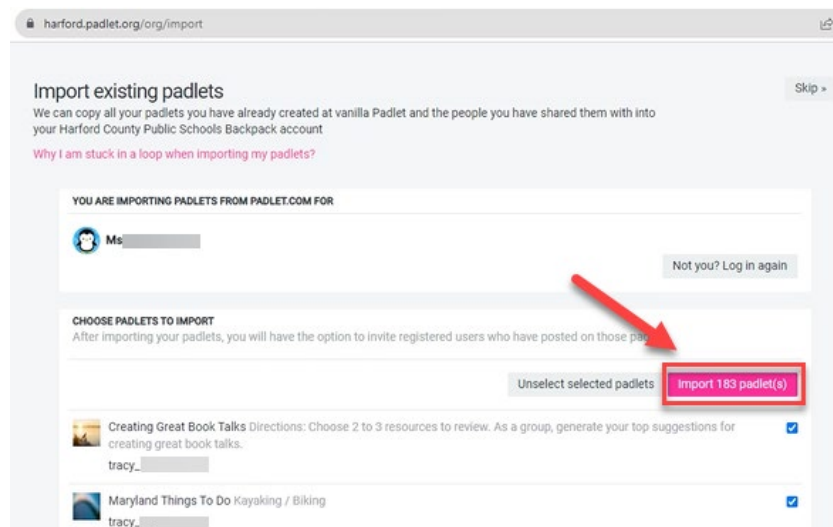 harford.padlet.org/org/import
Import existing padlets
Skip »
We can copy all your padlets you have already created at vanilla Padlet and the people you have shared them with into
your Harford County Public Schools Backpack account
Why I am stuck in a loop when importing my padlets?
YOU ARE IMPORTING PADLETS FROM PADLET.COM FOR
Ms
Not you? Log in again
CHOOSE PADLETS TO IMPORT
After importing your padlets, you will have the option to invite registered users who have posted on those
Unselect selected padlets
Import 183 padlet(s)
Creating Great Book Talks Directions: Choose 2 to 3 resources to review. As a group, generate your top suggestions for
creating great book talks.
tracy_
Maryland Things To Do Kayaking / Biking
tracy_